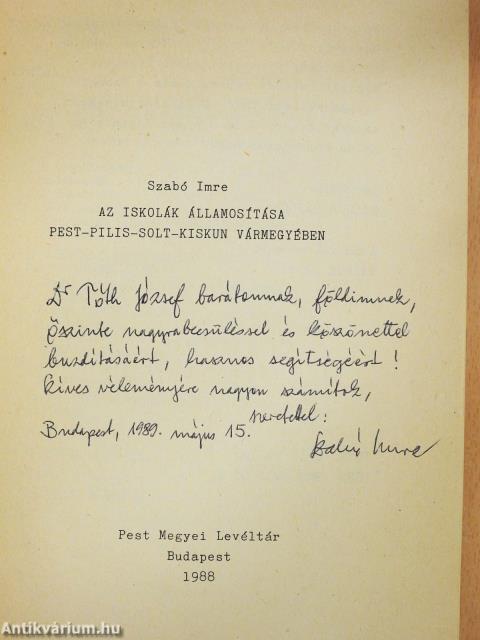 Szabó Imre
AZ ISKOLÁK ÁLLAMOSÍTÁSA
PEST-PILIS-SOLT-KISKUN VÁRMEGYÉBEN
Dr Tóth József barátomnak, földimnek,
őszinte nagyrabecsüléssel és köszönettel
buzdításáért, hasznos segítségéért!
Kíves véleményére nagyon számítok,
szeretettel:
Budapest, 1989. május 15.
Szabó Imre
Pest Megyei Levéltár
Budapest
1988
Antikvárium.hu